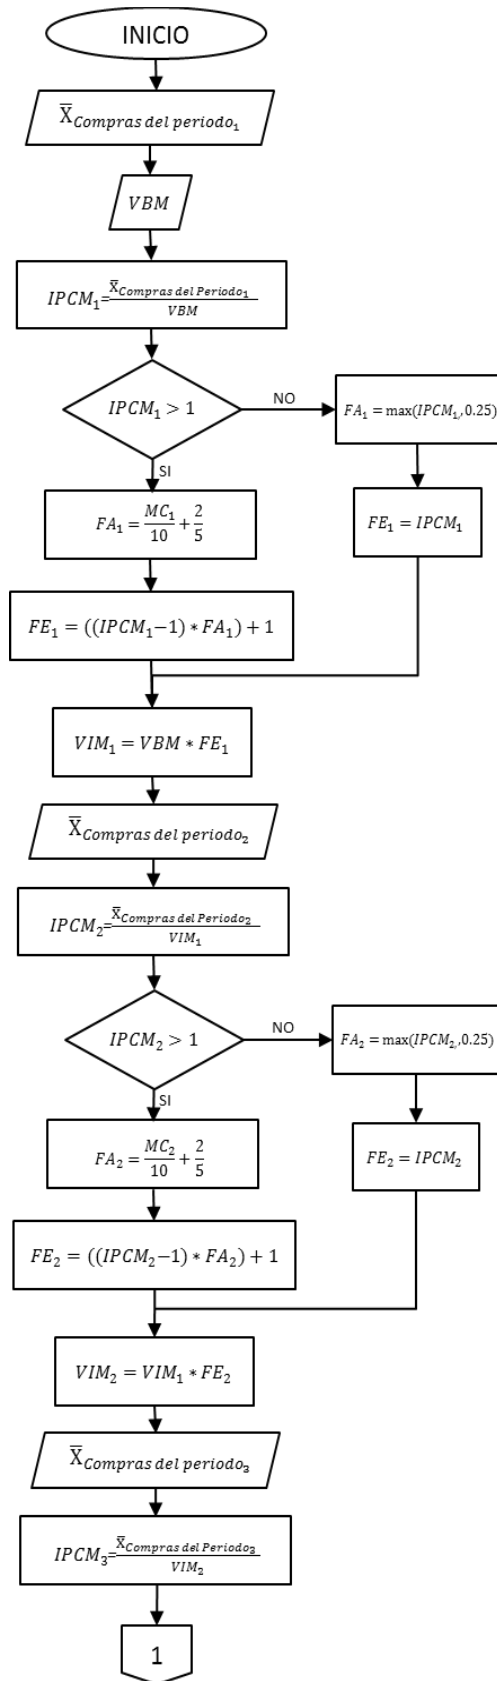 INICIO
X̅ Compras del periodo₁
VBM
IPCM₁=X̅ Compras del Periodo₁/VBM
IPCM₁ > 1
NO
FA₁ = max(IPCM₁,,0.25)
SI
FA₁ = MC₁/10 + 2/5
FE₁ = IPCM₁
FE₁ = ((IPCM₁−1) * FA₁) + 1
VIM₁ = VBM * FE₁
X̅ Compras del periodo₂
IPCM₂=X̅ Compras del Periodo₂/VIM₁
IPCM₂ > 1
NO
FA₂ = max(IPCM₂,,0.25)
SI
FA₂ = MC₂/10 + 2/5
FE₂ = IPCM₂
FE₂ = ((IPCM₂−1) * FA₂) + 1
VIM₂ = VIM₁ * FE₂
X̅ Compras del periodo₃
IPCM₃=X̅ Compras del Periodo₃/VIM₂
1